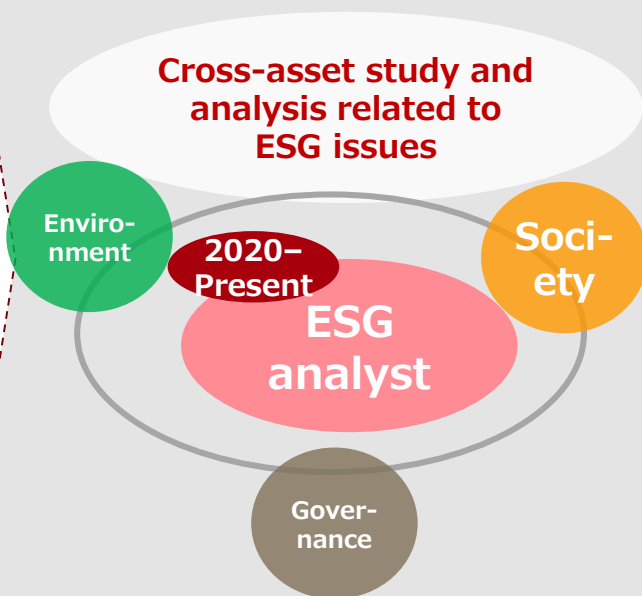 Cross-asset study and
analysis related to
ESG issues
Environ-
nment
Soci-
ety
2020–
Present
ESG
analyst
Gover-
nance